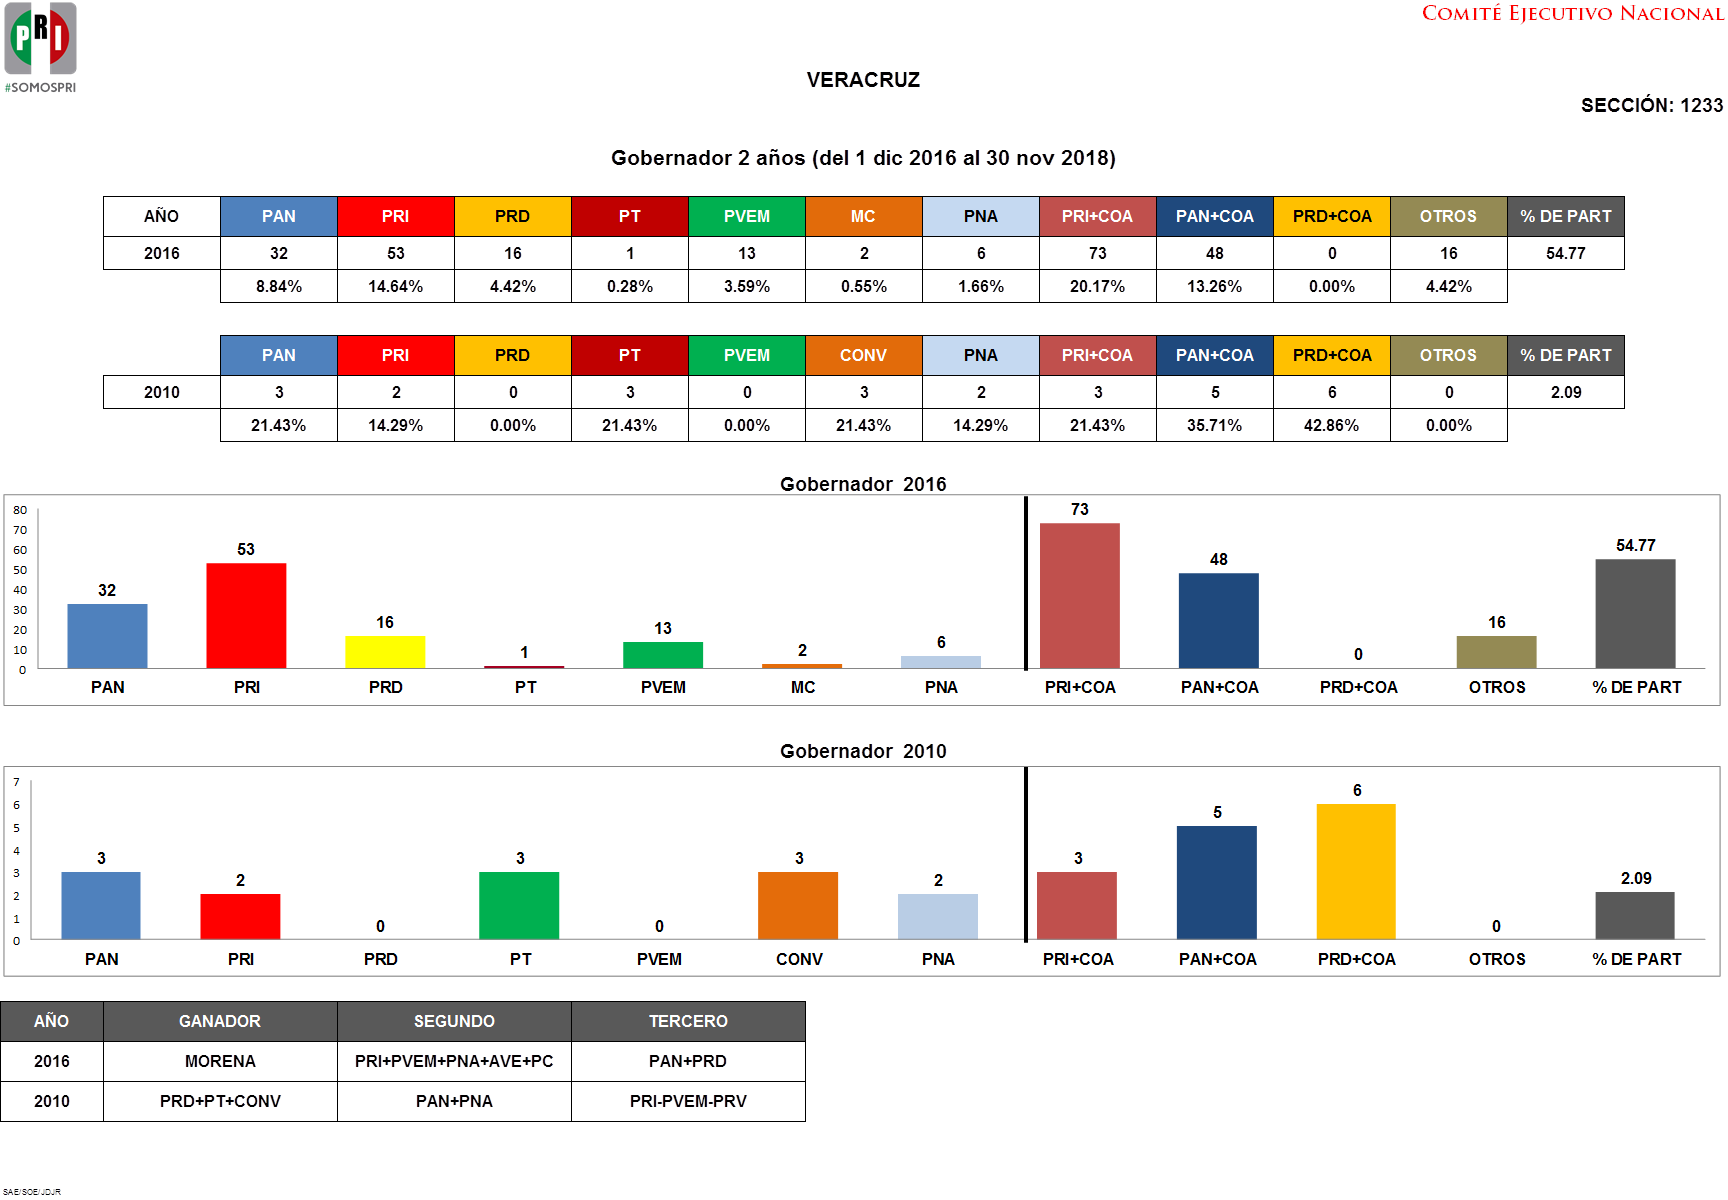 COMITÉ EJECUTIVO NACIONAL
PRI
#SOMOSPRI
VERACRUZ
SECCIÓN: 1233
Gobernador 2 años (del 1 dic 2016 al 30 nov 2018)
AÑO PAN PRI PRD PT PVEM MC PNA PRI+COA PAN+COA PRD+COA OTROS % DE PART
2016 32 53 16 1 13 2 6 73 48 0 16 54.77
8.84% 14.64% 4.42% 0.28% 3.59% 0.55% 1.66% 20.17% 13.26% 0.00% 4.42%
PAN PRI PRD PT PVEM CONV PNA PRI+COA PAN+COA PRD+COA OTROS % DE PART
2010 3 2 0 3 0 3 2 3 5 6 0 2.09
21.43% 14.29% 0.00% 21.43% 0.00% 21.43% 14.29% 21.43% 35.71% 42.86% 0.00%
Gobernador 2016
80
70
60
50
40
30
20
10
0
32 53 16 1 13 2 6 73 48 0 16 54.77
PAN PRI PRD PT PVEM MC PNA PRI+COA PAN+COA PRD+COA OTROS % DE PART
Gobernador 2010
7
6
5
4
3
2
1
0
3 2 0 3 0 3 2 3 5 6 0 2.09
PAN PRI PRD PT PVEM CONV PNA PRI+COA PAN+COA PRD+COA OTROS % DE PART
AÑO GANADOR SEGUNDO TERCERO
2016 MORENA PRI+PVEM+PNA+AVE+PC PAN+PRD
2010 PRD+PT+CONV PAN+PNA PRI-PVEM-PRV
SAE/SOE/JDJR